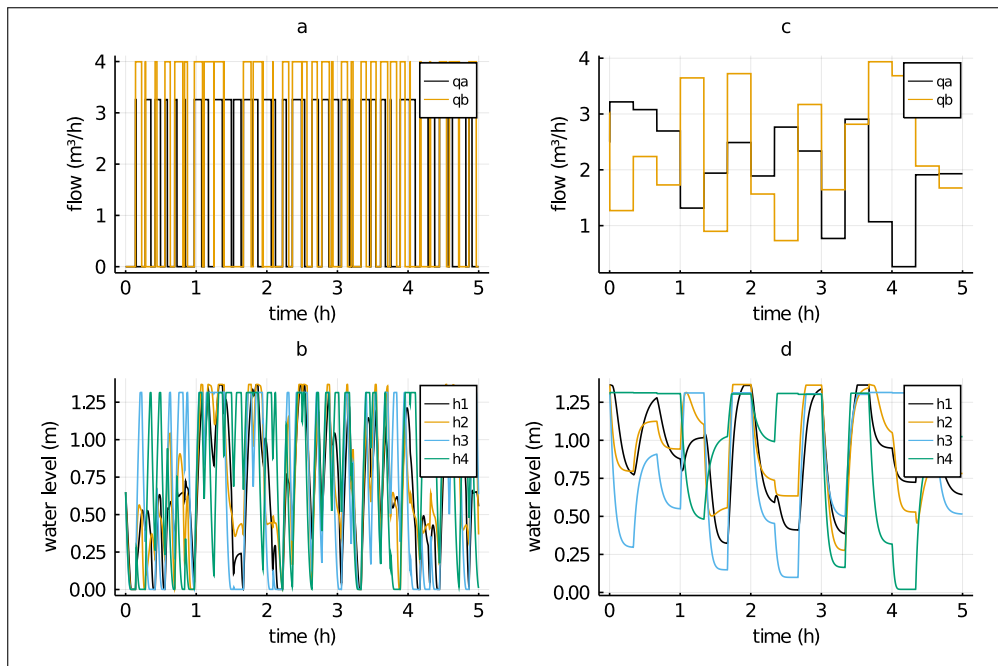 a
4
3
2
1
0
flow (m³/h)
qa
qb
0 1 2 3 4 5
time (h)
c
4
3
2
1
flow (m³/h)
qa
qb
0 1 2 3 4 5
time (h)
b
1.25
1.00
0.75
0.50
0.25
0.00
water level (m)
h1
h2
h3
h4
0 1 2 3 4 5
time (h)
d
1.25
1.00
0.75
0.50
0.25
0.00
water level (m)
h1
h2
h3
h4
0 1 2 3 4 5
time (h)